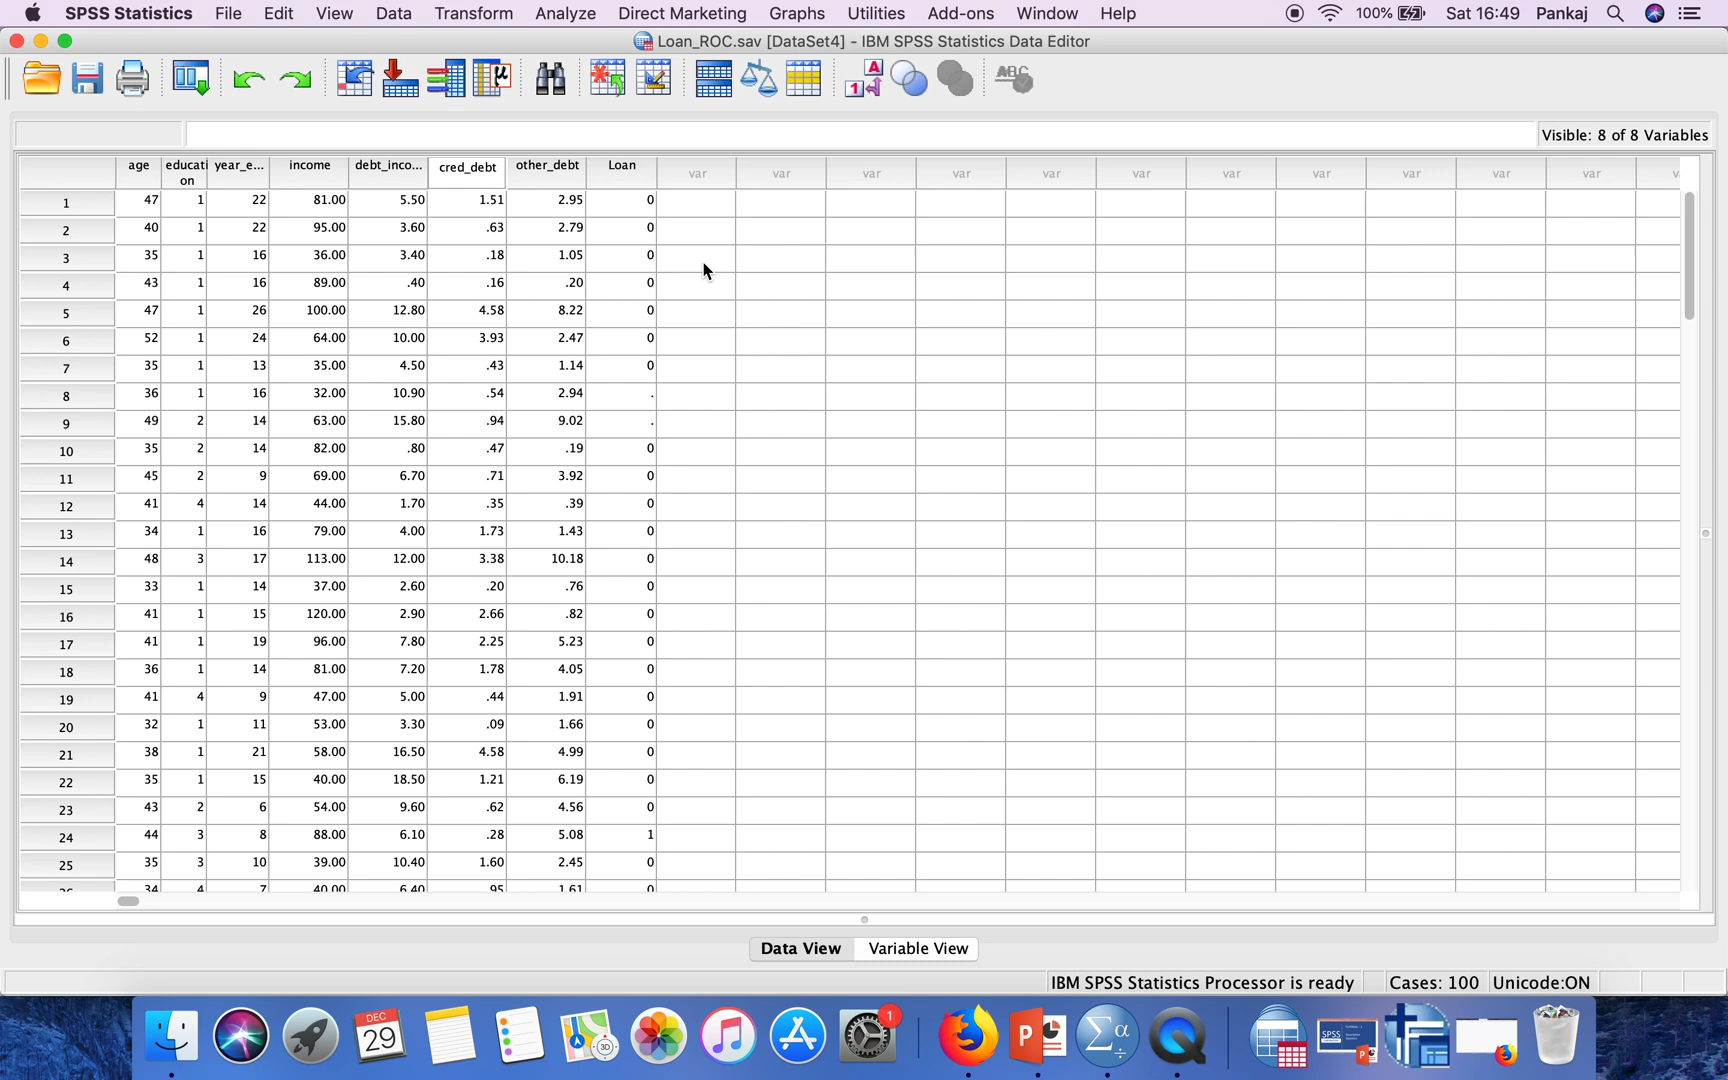 SPSS Statistics File Edit View Data Transform Analyze Direct Marketing Graphs Utilities Add-ons Window Help 100% Sat 16:49 Pankaj
Loan_ROC.sav [DataSet4] - IBM SPSS Statistics Data Editor
Visible: 8 of 8 Variables
age education year_e... income debt_inco... cred_debt other_debt Loan var var var var var var var var var var var
1 47 1 22 81.00 5.50 1.51 2.95 0
2 40 1 22 95.00 3.60 .63 2.79 0
3 35 1 16 36.00 3.40 .18 1.05 0
4 43 1 16 89.00 .40 .16 .20 0
5 47 1 26 100.00 12.80 4.58 8.22 0
6 52 1 24 64.00 10.00 3.93 2.47 0
7 35 1 13 35.00 4.50 .43 1.14 0
8 36 1 16 32.00 10.90 .54 2.94 .
9 49 2 14 63.00 15.80 .94 9.02 .
10 35 2 14 82.00 .80 .47 .19 0
11 45 2 9 69.00 6.70 .71 3.92 0
12 41 4 14 44.00 1.70 .35 .39 0
13 34 1 16 79.00 4.00 1.73 1.43 0
14 48 3 17 113.00 12.00 3.38 10.18 0
15 33 1 14 37.00 2.60 .20 .76 0
16 41 1 15 120.00 2.90 2.66 .82 0
17 41 1 19 96.00 7.80 2.25 5.23 0
18 36 1 14 81.00 7.20 1.78 4.05 0
19 41 4 9 47.00 5.00 .44 1.91 0
20 32 1 11 53.00 3.30 .09 1.66 0
21 38 1 21 58.00 16.50 4.58 4.99 0
22 35 1 15 40.00 18.50 1.21 6.19 0
23 43 2 6 54.00 9.60 .62 4.56 0
24 44 3 8 88.00 6.10 .28 5.08 1
25 35 3 10 39.00 10.40 1.60 2.45 0
26 34 4 7 40.00 6.40 .95 1.61 0
Data View Variable View
IBM SPSS Statistics Processor is ready Cases: 100 Unicode:ON
DEC
29
1